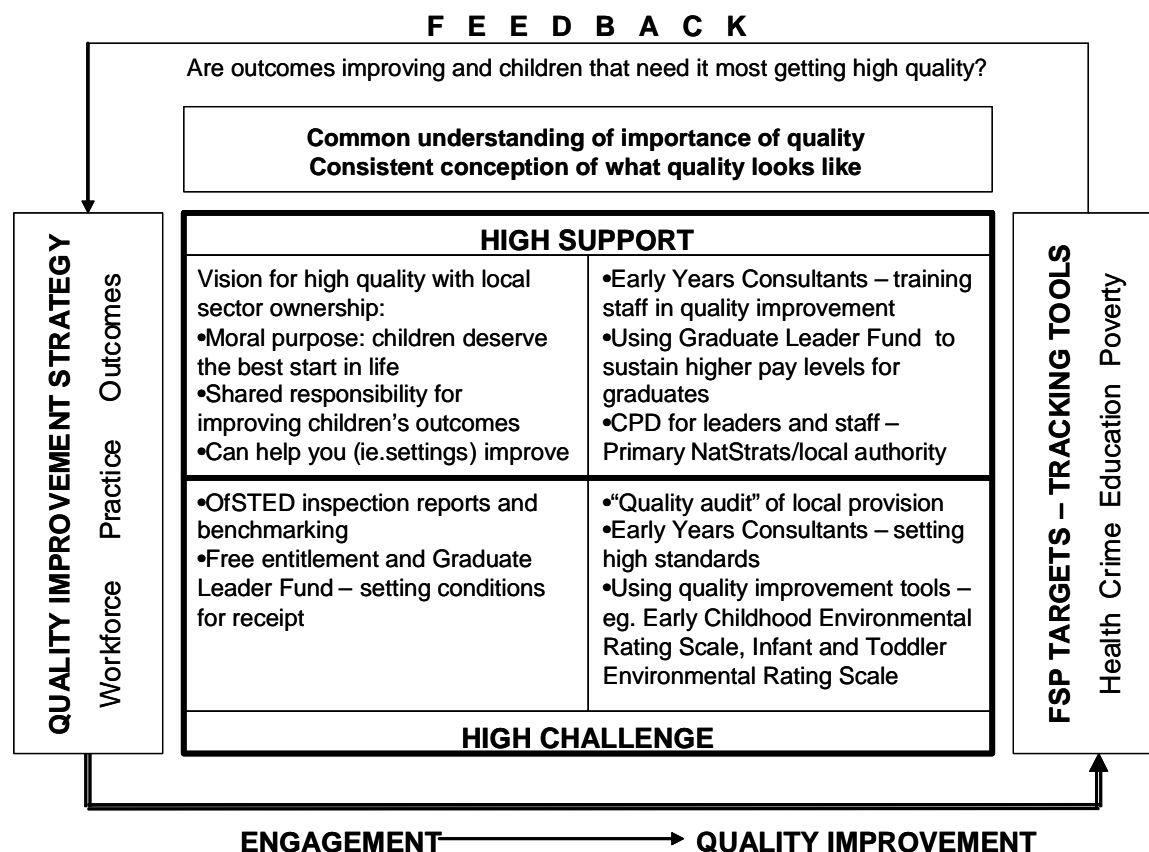 F E E D B A C K
Are outcomes improving and children that need it most getting high quality?
Common understanding of importance of quality
Consistent conception of what quality looks like
QUALITY IMPROVEMENT STRATEGY
Workforce Practice Outcomes
HIGH SUPPORT
Vision for high quality with local
sector ownership:
•Moral purpose: children deserve
the best start in life
•Shared responsibility for
improving children’s outcomes
•Can help you (ie.settings) improve
•Early Years Consultants – training
staff in quality improvement
•Using Graduate Leader Fund to
sustain higher pay levels for
graduates
•CPD for leaders and staff –
Primary NatStrats/local authority
•OfSTED inspection reports and
benchmarking
•Free entitlement and Graduate
Leader Fund – setting conditions
for receipt
•“Quality audit” of local provision
•Early Years Consultants – setting
high standards
•Using quality improvement tools –
eg. Early Childhood Environmental
Rating Scale, Infant and Toddler
Environmental Rating Scale
HIGH CHALLENGE
FSP TARGETS – TRACKING TOOLS
Health Crime Education Poverty
ENGAGEMENT QUALITY IMPROVEMENT